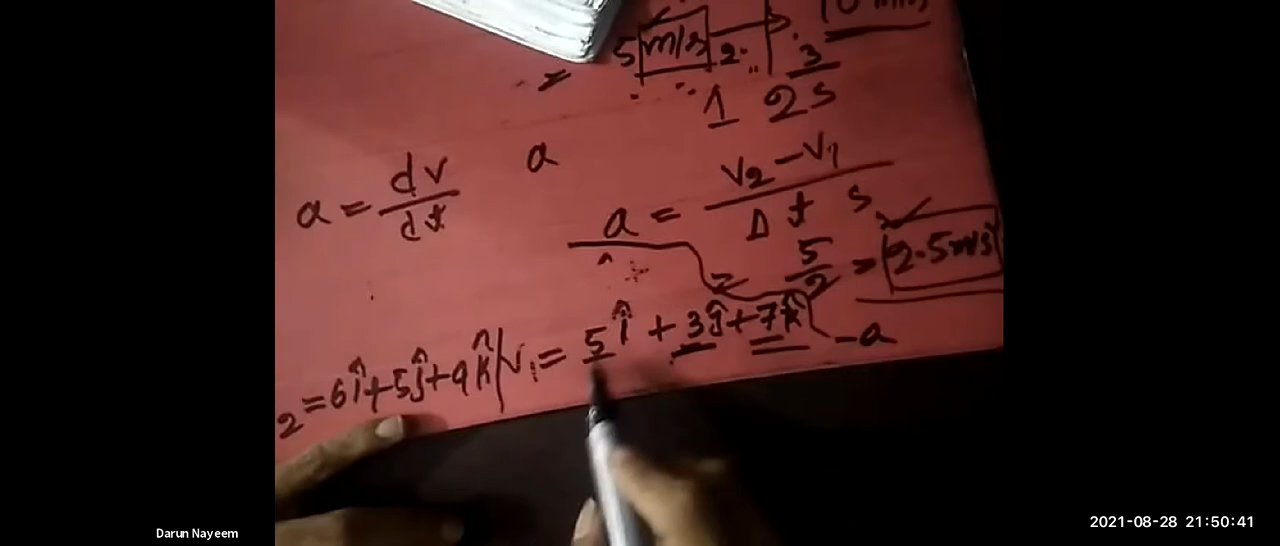 5 m/s 2.
3
1 2s
a = dv/dt
a
a = V₂ - V₁ / Δt
s
= 5/2 = 2.5m/s
₂ = 6î + 5ĵ + 9k̂ | V₁ = 5î + 3ĵ + 7k̂ - a
Darun Nayeem
2021-08-28 21:50:41